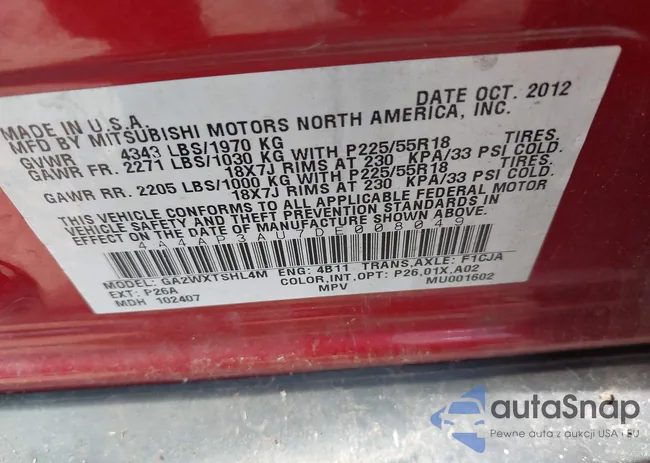 MADE IN U.S.A. DATE OCT. 2012
MFD BY MITSUBISHI MOTORS NORTH AMERICA, INC.
GVWR 4343 LBS/1970 KG
GAWR FR. 2271 LBS/1030 KG WITH P225/55R18 TIRES.
18X7J RIMS AT 230 KPA/33 PSI COLD.
GAWR RR. 2205 LBS/1000 KG WITH P225/55R18 TIRES.
18X7J RIMS AT 230 KPA/33 PSI COLD.
THIS VEHICLE CONFORMS TO ALL APPLICABLE FEDERAL MOTOR
VEHICLE SAFETY AND THEFT PREVENTION STANDARDS IN
EFFECT ON THE DATE OF MANUFACTURE SHOWN ABOVE.
4A4AP3AU7DE008049
MODEL: GA2WXTSHL4M ENG: 4B11 TRANS,AXLE: F1CJA
EXT: P26A COLOR,INT,OPT: P26,01X,A02
MDH 102407 MPV MU001602
autaSnap
Pewne auta z aukcji USA i EU